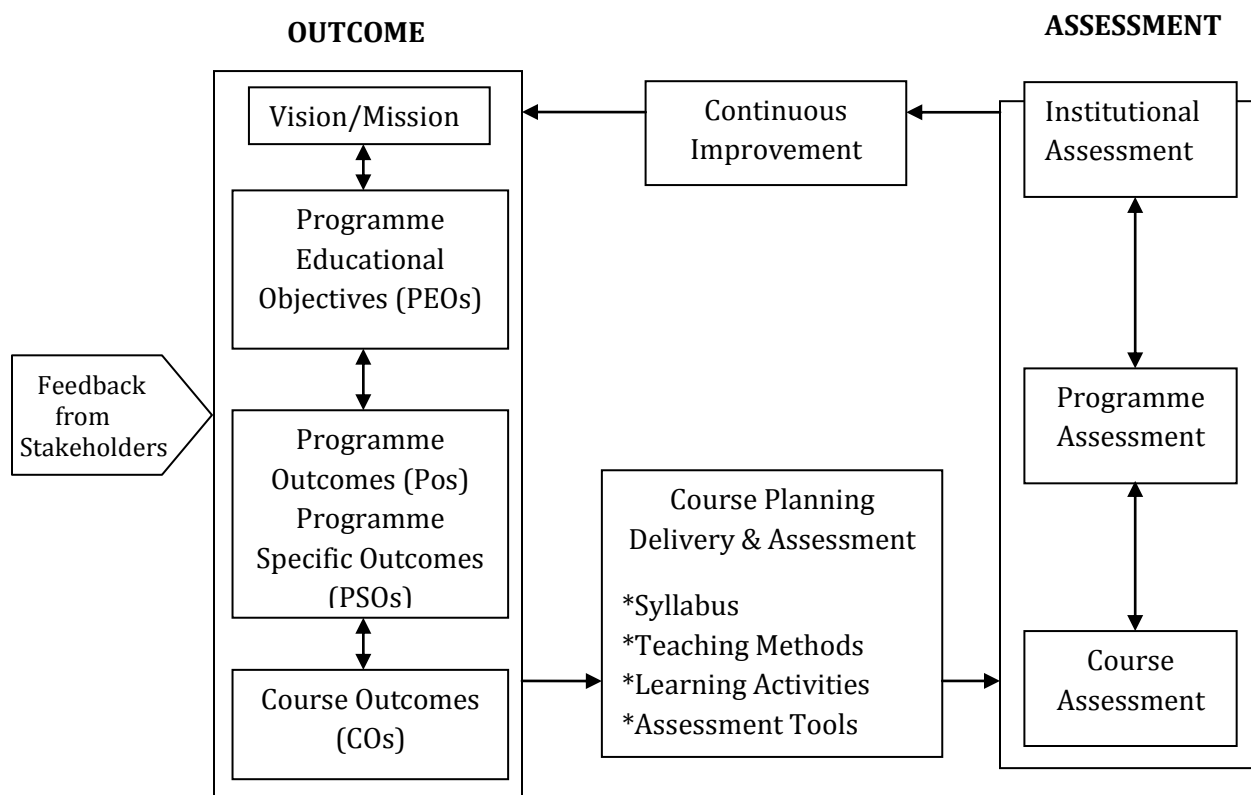 OUTCOME
ASSESSMENT
Vision/Mission
Programme
Educational
Objectives (PEOs)
Feedback
from
Stakeholders
Programme
Outcomes (Pos)
Programme
Specific Outcomes
(PSOs)
Course Outcomes
(COs)
Continuous
Improvement
Course Planning
Delivery & Assessment
*Syllabus
*Teaching Methods
*Learning Activities
*Assessment Tools
Institutional
Assessment
Programme
Assessment
Course
Assessment